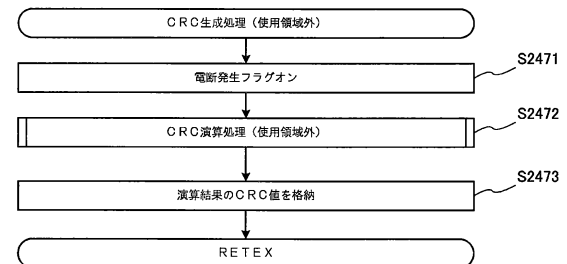 ＣＲＣ生成処理（使用領域外）
電断発生フラグオン
S2471
ＣＲＣ演算処理（使用領域外）
S2472
演算結果のＣＲＣ値を格納
S2473
ＲＥＴＥＸ